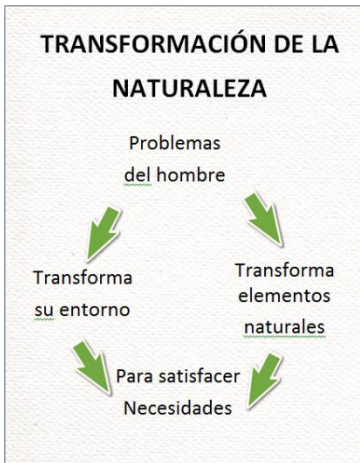 TRANSFORMACIÓN DE LA
NATURALEZA
Problemas
del hombre
Transforma
su entorno
Transforma
elementos
naturales
Para satisfacer
Necesidades